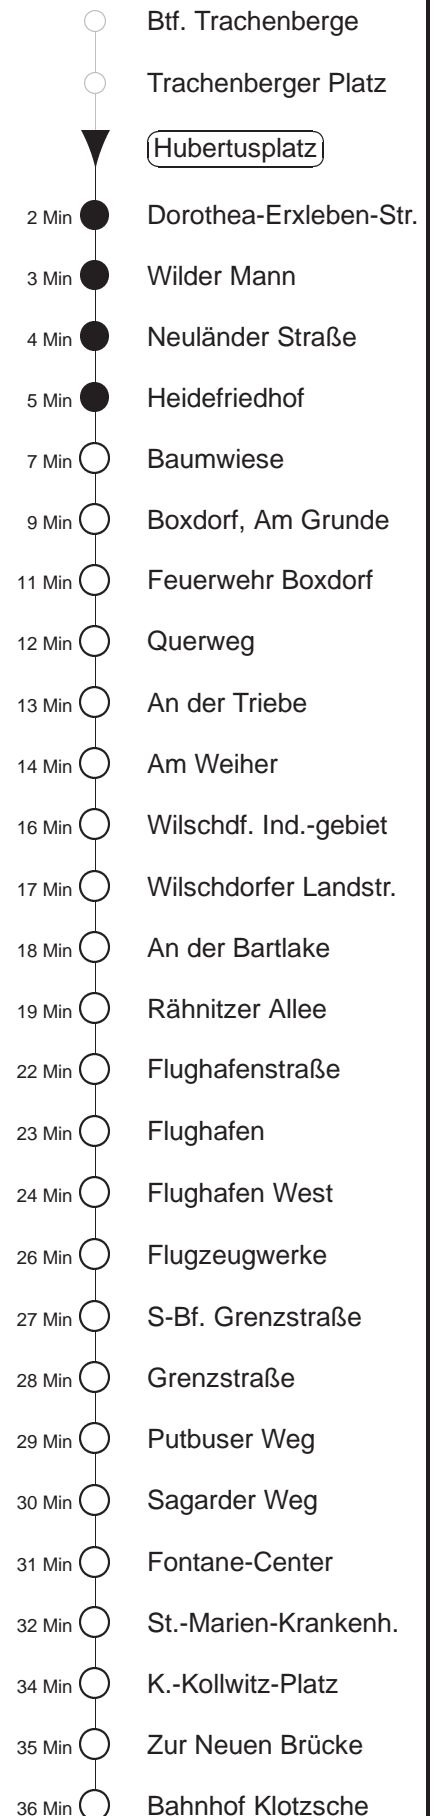 Btf. Trachenberge
Trachenberger Platz
Hubertusplatz
2 Min Dorothea-Erxleben-Str.
3 Min Wilder Mann
4 Min Neuländer Straße
5 Min Heidefriedhof
7 Min Baumwiese
9 Min Boxdorf, Am Grunde
11 Min Feuerwehr Boxdorf
12 Min Querweg
13 Min An der Triebe
14 Min Am Weiher
16 Min Wilschdf. Ind.-gebiet
17 Min Wilschdorfer Landstr.
18 Min An der Bartlake
19 Min Rähnitzer Allee
22 Min Flughafenstraße
23 Min Flughafen
24 Min Flughafen West
26 Min Flugzeugwerke
27 Min S-Bf. Grenzstraße
28 Min Grenzstraße
29 Min Putbuser Weg
30 Min Sagarder Weg
31 Min Fontane-Center
32 Min St.-Marien-Krankenh.
34 Min K.-Kollwitz-Platz
35 Min Zur Neuen Brücke
36 Min Bahnhof Klotzsche